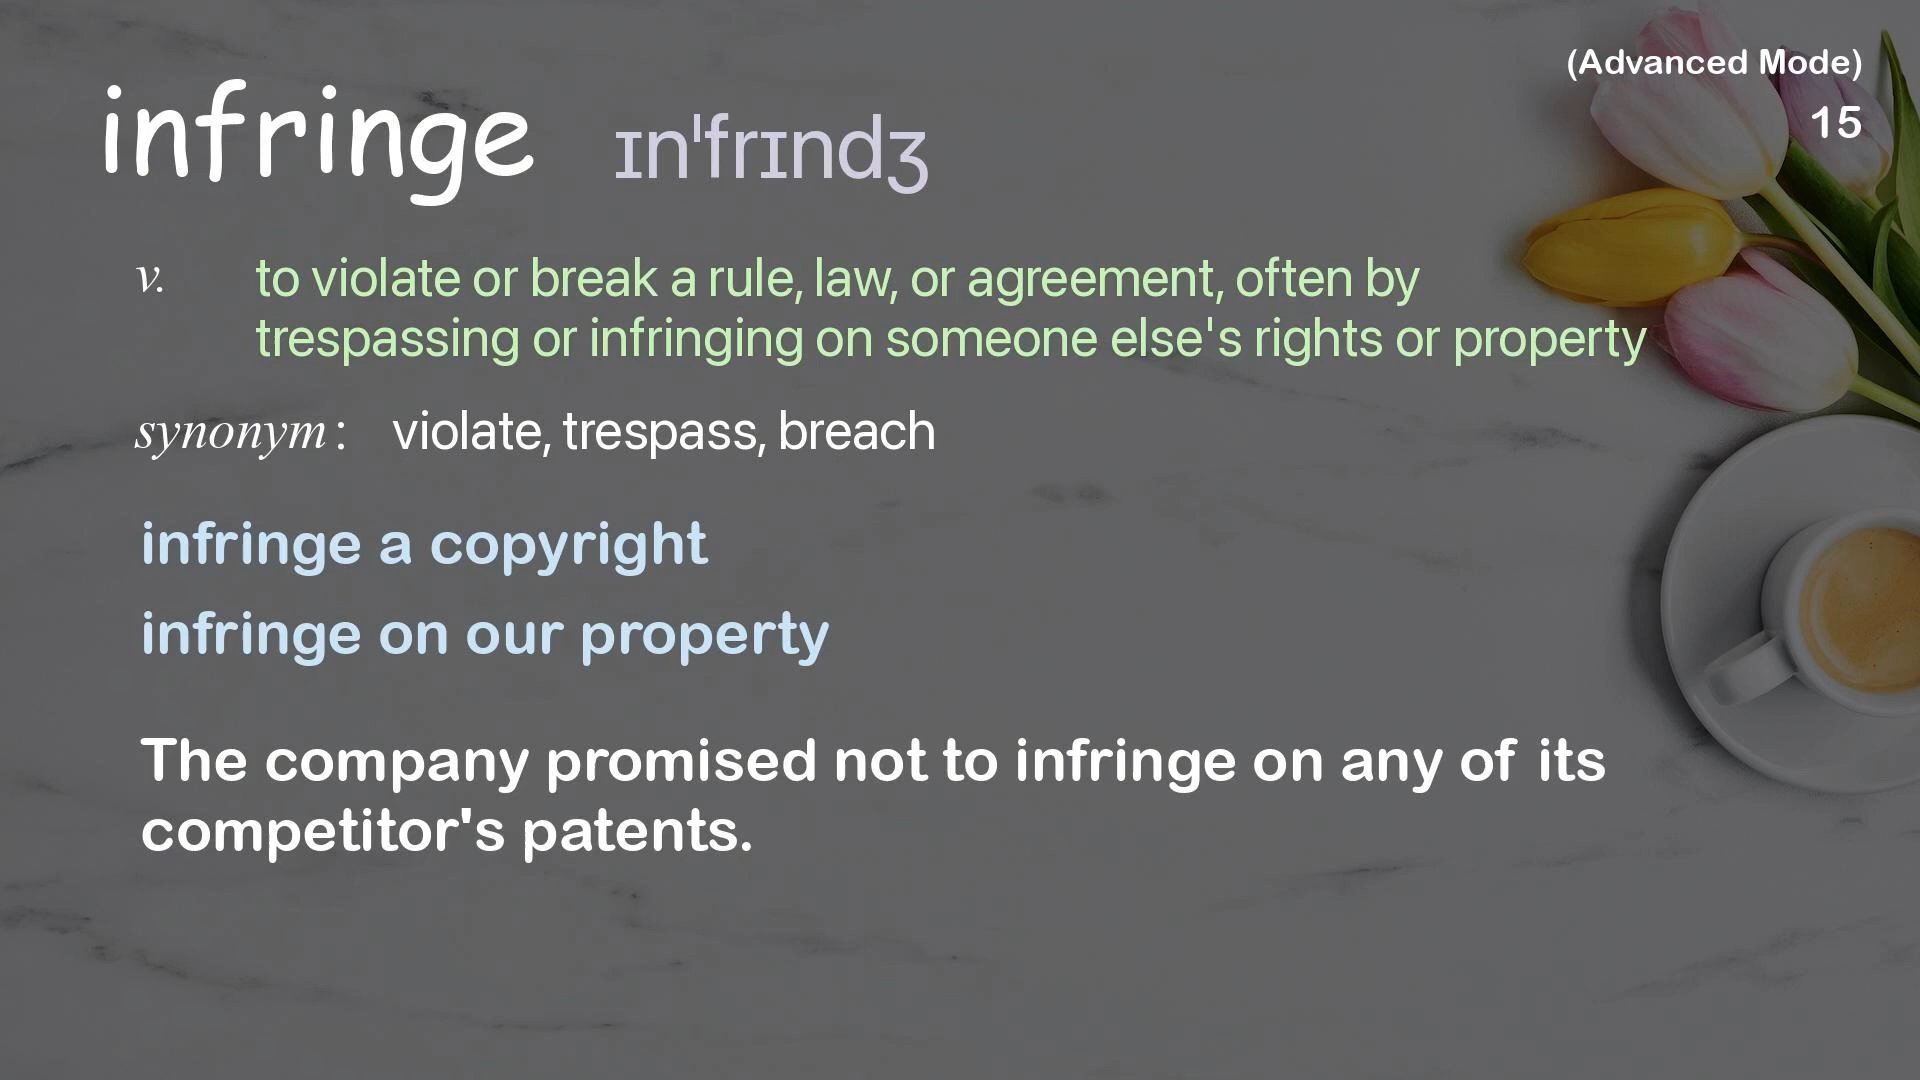 (Advanced Mode)
15
infringe ɪnˈfrɪndʒ
v. to violate or break a rule, law, or agreement, often by
trespassing or infringing on someone else's rights or property
synonym: violate, trespass, breach
infringe a copyright
infringe on our property
The company promised not to infringe on any of its
competitor's patents.